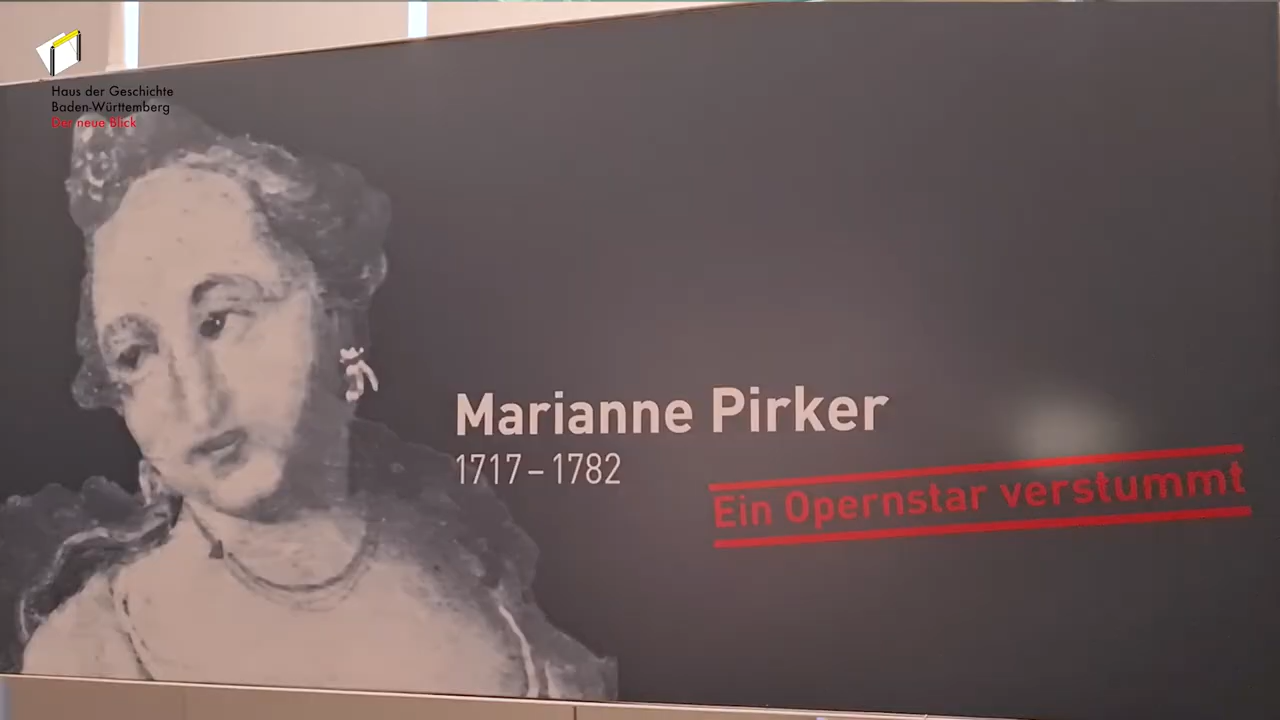 Haus der Geschichte
Baden-Württemberg
Der neue Blick
Marianne Pirker
1717 – 1782
Ein Opernstar verstummt